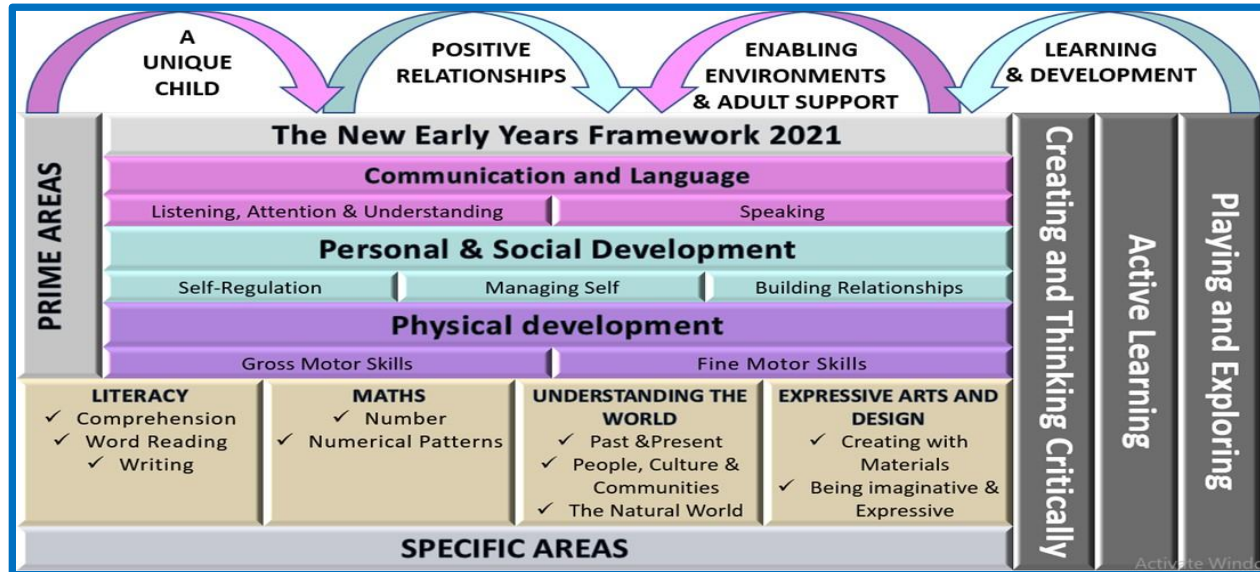 A
UNIQUE
CHILD
POSITIVE
RELATIONSHIPS
ENABLING
ENVIRONMENTS
& ADULT SUPPORT
LEARNING
& DEVELOPMENT
PRIME AREAS
The New Early Years Framework 2021
Communication and Language
Listening, Attention & Understanding
Speaking
Personal & Social Development
Self-Regulation
Managing Self
Building Relationships
Physical development
Gross Motor Skills
Fine Motor Skills
LITERACY
✓ Comprehension
✓ Word Reading
✓ Writing
MATHS
✓ Number
✓ Numerical Patterns
UNDERSTANDING THE
WORLD
✓ Past &Present
✓ People, Culture &
Communities
✓ The Natural World
EXPRESSIVE ARTS AND
DESIGN
✓ Creating with
Materials
✓ Being imaginative &
Expressive
SPECIFIC AREAS
Creating and Thinking Critically
Active Learning
Playing and Exploring
Activate Wind